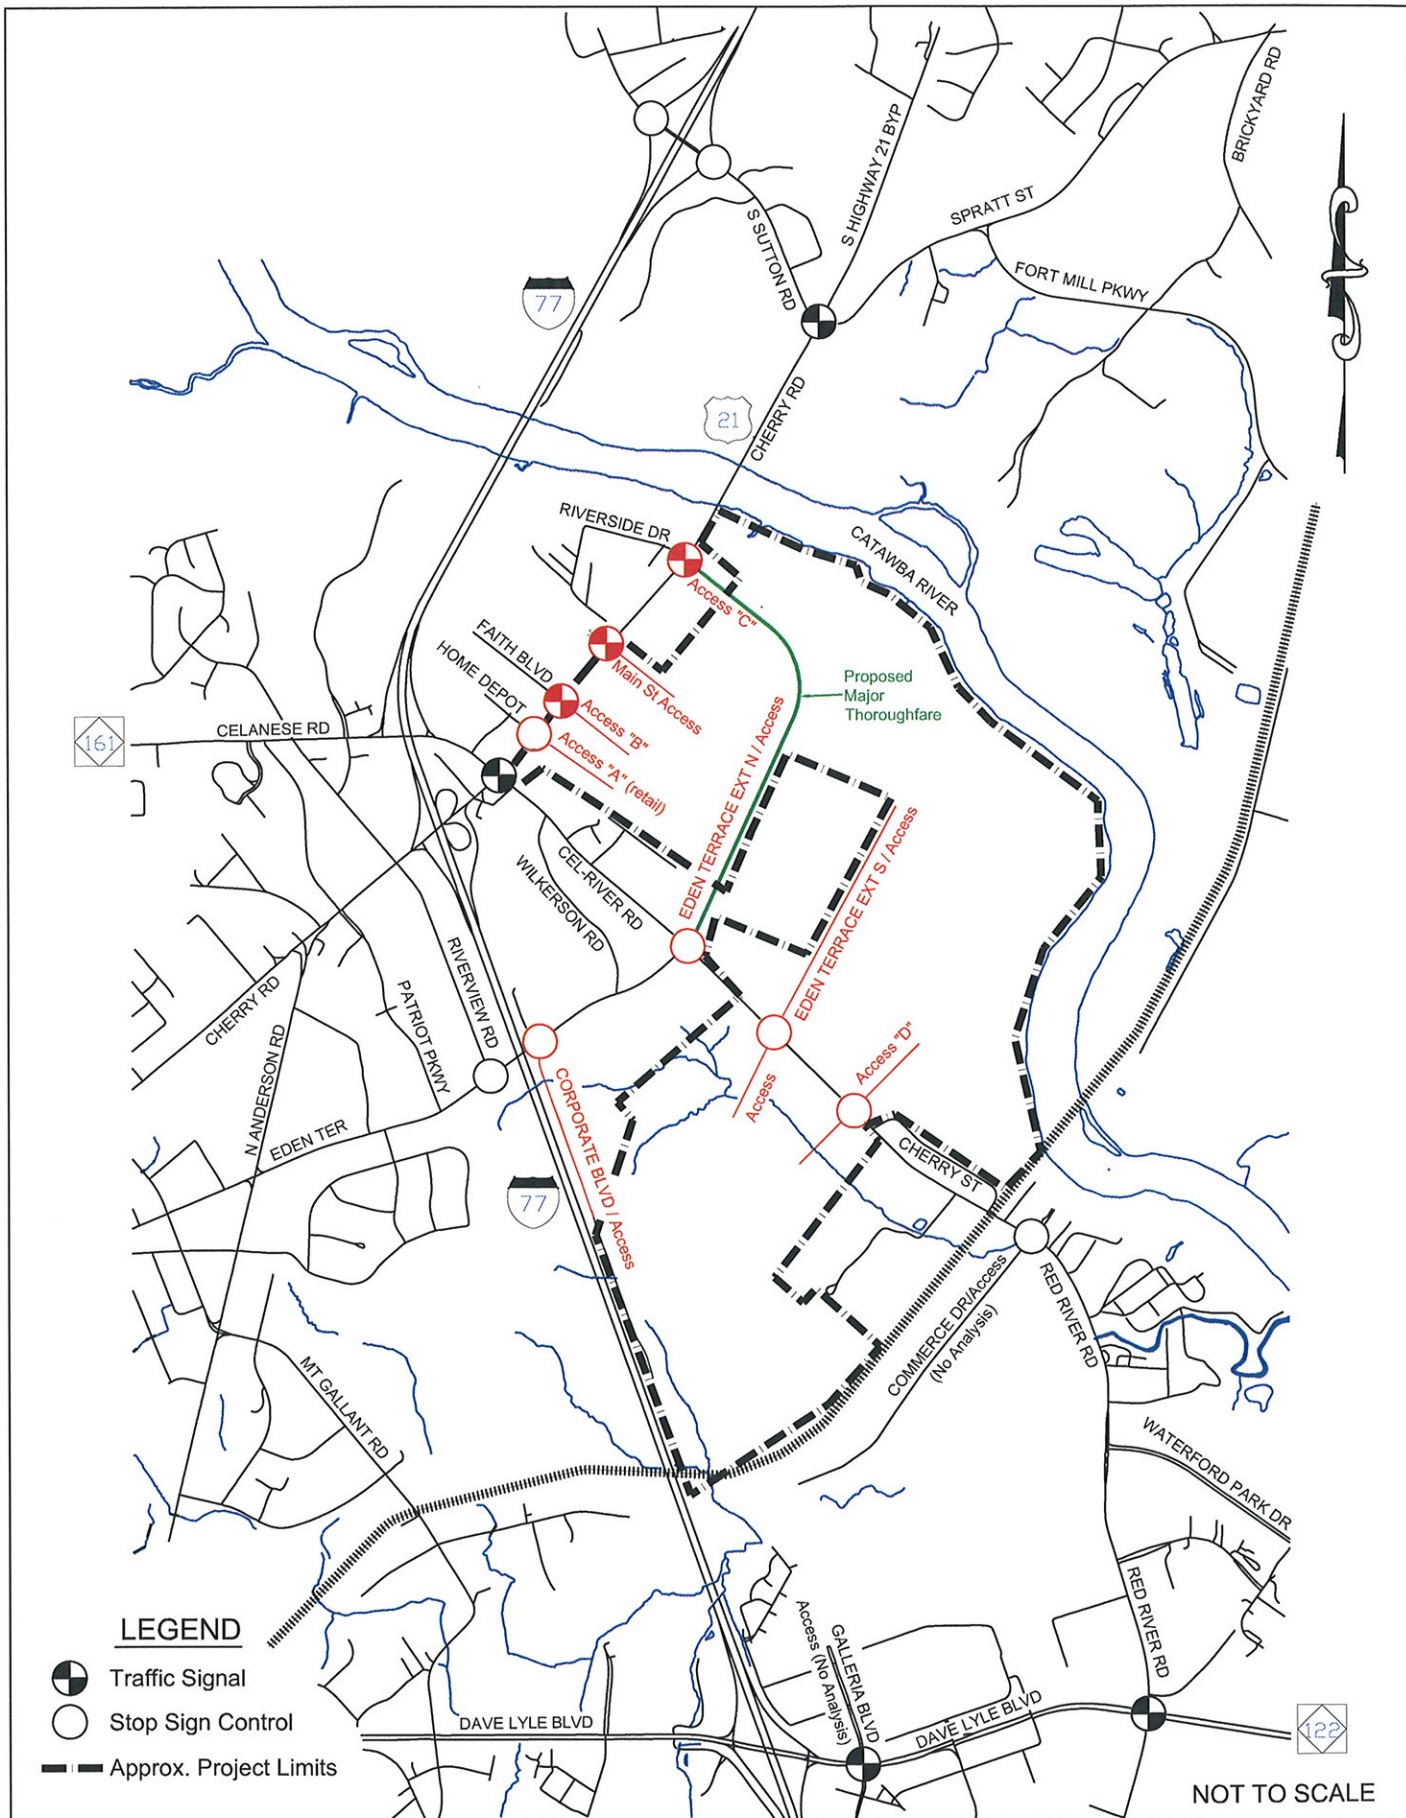 BRICKYARD RD
S HIGHWAY 21 BYP
SPRATT ST
S SUTTON RD
FORT MILL PKWY
77
21
CHERRY RD
RIVERSIDE DR
CATAWBA RIVER
Access "C"
FAITH BLVD
HOME DEPOT
Main St Access
Access "B"
Access "A" (retail)
Proposed
Major
Thoroughfare
161
CELANESE RD
EDEN TERRACE EXT N / Access
EDEN TERRACE EXT S / Access
CEL-RIVER RD
WILKERSON RD
RIVERVIEW RD
PATRIOT PKWY
CHERRY RD
N ANDERSON RD
EDEN TER
Access "D"
Access
CORPORATE BLVD / Access
CHERRY ST
77
COMMERCE DR/Access
(No Analysis)
RED RIVER RD
MT GALLANT RD
WATERFORD PARK DR
RED RIVER RD
Access (No Analysis)
GALLERIA BLVD
DAVE LYLE BLVD
DAVE LYLE BLVD
122
LEGEND
Traffic Signal
Stop Sign Control
Approx. Project Limits
NOT TO SCALE